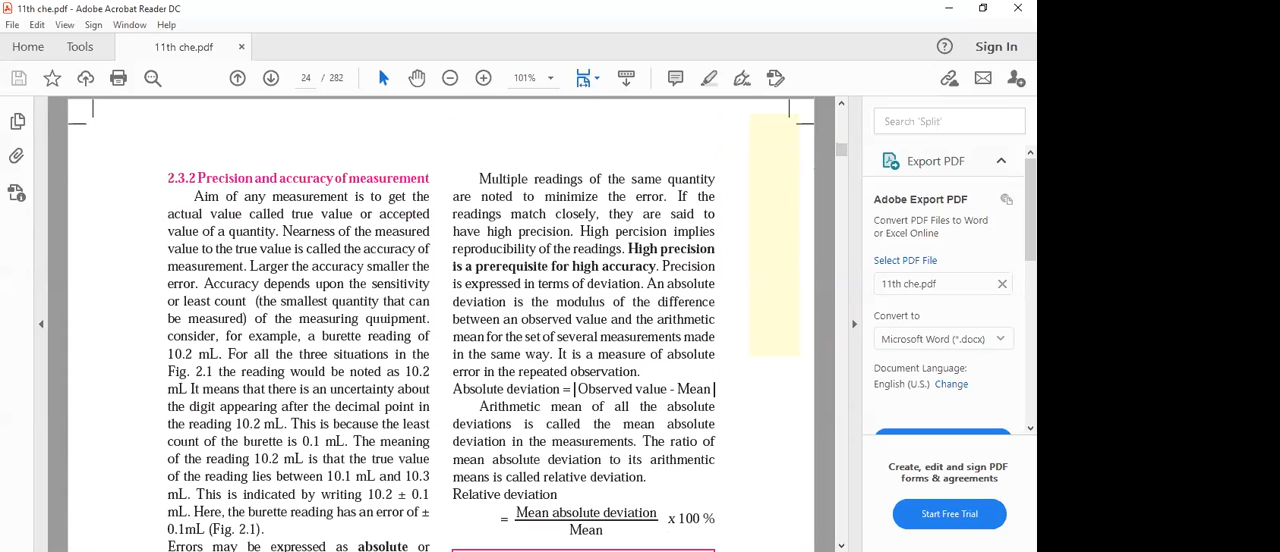 11th che.pdf - Adobe Acrobat Reader DC
File Edit View Sign Window Help
Home Tools 11th che.pdf × Sign In
24 / 282 101%
2.3.2 Precision and accuracy of measurement
Aim of any measurement is to get the
actual value called true value or accepted
value of a quantity. Nearness of the measured
value to the true value is called the accuracy of
measurement. Larger the accuracy smaller the
error. Accuracy depends upon the sensitivity
or least count (the smallest quantity that can
be measured) of the measuring quuipment.
consider, for example, a burette reading of
10.2 mL. For all the three situations in the
Fig. 2.1 the reading would be noted as 10.2
mL It means that there is an uncertainty about
the digit appearing after the decimal point in
the reading 10.2 mL. This is because the least
count of the burette is 0.1 mL. The meaning
of the reading 10.2 mL is that the true value
of the reading lies between 10.1 mL and 10.3
mL. This is indicated by writing 10.2 ± 0.1
mL. Here, the burette reading has an error of ±
0.1mL (Fig. 2.1).
Errors may be expressed as absolute or
Multiple readings of the same quantity
are noted to minimize the error. If the
readings match closely, they are said to
have high precision. High percision implies
reproducibility of the readings. High precision
is a prerequisite for high accuracy. Precision
is expressed in terms of deviation. An absolute
deviation is the modulus of the difference
between an observed value and the arithmetic
mean for the set of several measurements made
in the same way. It is a measure of absolute
error in the repeated observation.
Absolute deviation = |Observed value - Mean|
Arithmetic mean of all the absolute
deviations is called the mean absolute
deviation in the measurements. The ratio of
mean absolute deviation to its arithmentic
means is called relative deviation.
Relative deviation
= Mean absolute deviation x 100 %
Mean
Search 'Split'
Export PDF
Adobe Export PDF
Convert PDF Files to Word
or Excel Online
Select PDF File
11th che.pdf ×
Convert to
Microsoft Word (*.docx)
Document Language:
English (U.S.) Change
Create, edit and sign PDF
forms & agreements
Start Free Trial